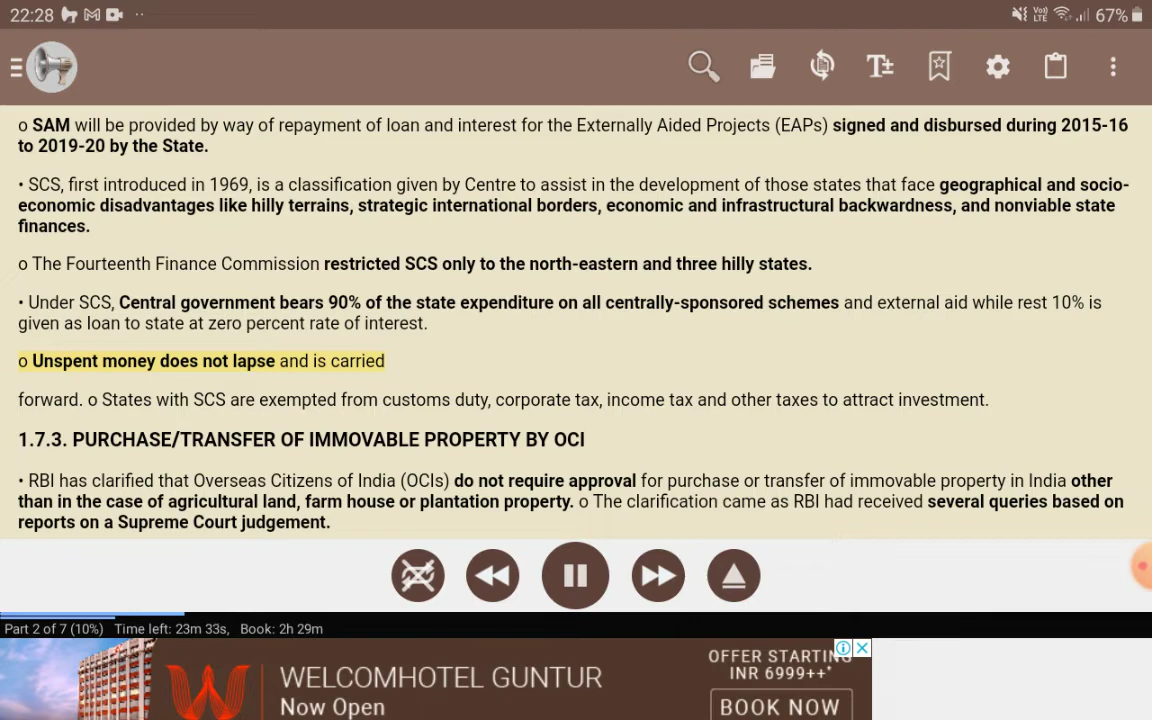 22:28
67%
o SAM will be provided by way of repayment of loan and interest for the Externally Aided Projects (EAPs) signed and disbursed during 2015-16
to 2019-20 by the State.
• SCS, first introduced in 1969, is a classification given by Centre to assist in the development of those states that face geographical and socio-
economic disadvantages like hilly terrains, strategic international borders, economic and infrastructural backwardness, and nonviable state
finances.
o The Fourteenth Finance Commission restricted SCS only to the north-eastern and three hilly states.
• Under SCS, Central government bears 90% of the state expenditure on all centrally-sponsored schemes and external aid while rest 10% is
given as loan to state at zero percent rate of interest.
o Unspent money does not lapse and is carried
forward. o States with SCS are exempted from customs duty, corporate tax, income tax and other taxes to attract investment.
1.7.3. PURCHASE/TRANSFER OF IMMOVABLE PROPERTY BY OCI
• RBI has clarified that Overseas Citizens of India (OCIs) do not require approval for purchase or transfer of immovable property in India other
than in the case of agricultural land, farm house or plantation property. o The clarification came as RBI had received several queries based on
reports on a Supreme Court judgement.
Part 2 of 7 (10%) Time left: 23m 33s, Book: 2h 29m
WELCOMHOTEL GUNTUR
Now Open
OFFER STARTING
INR 6999++*
BOOK NOW